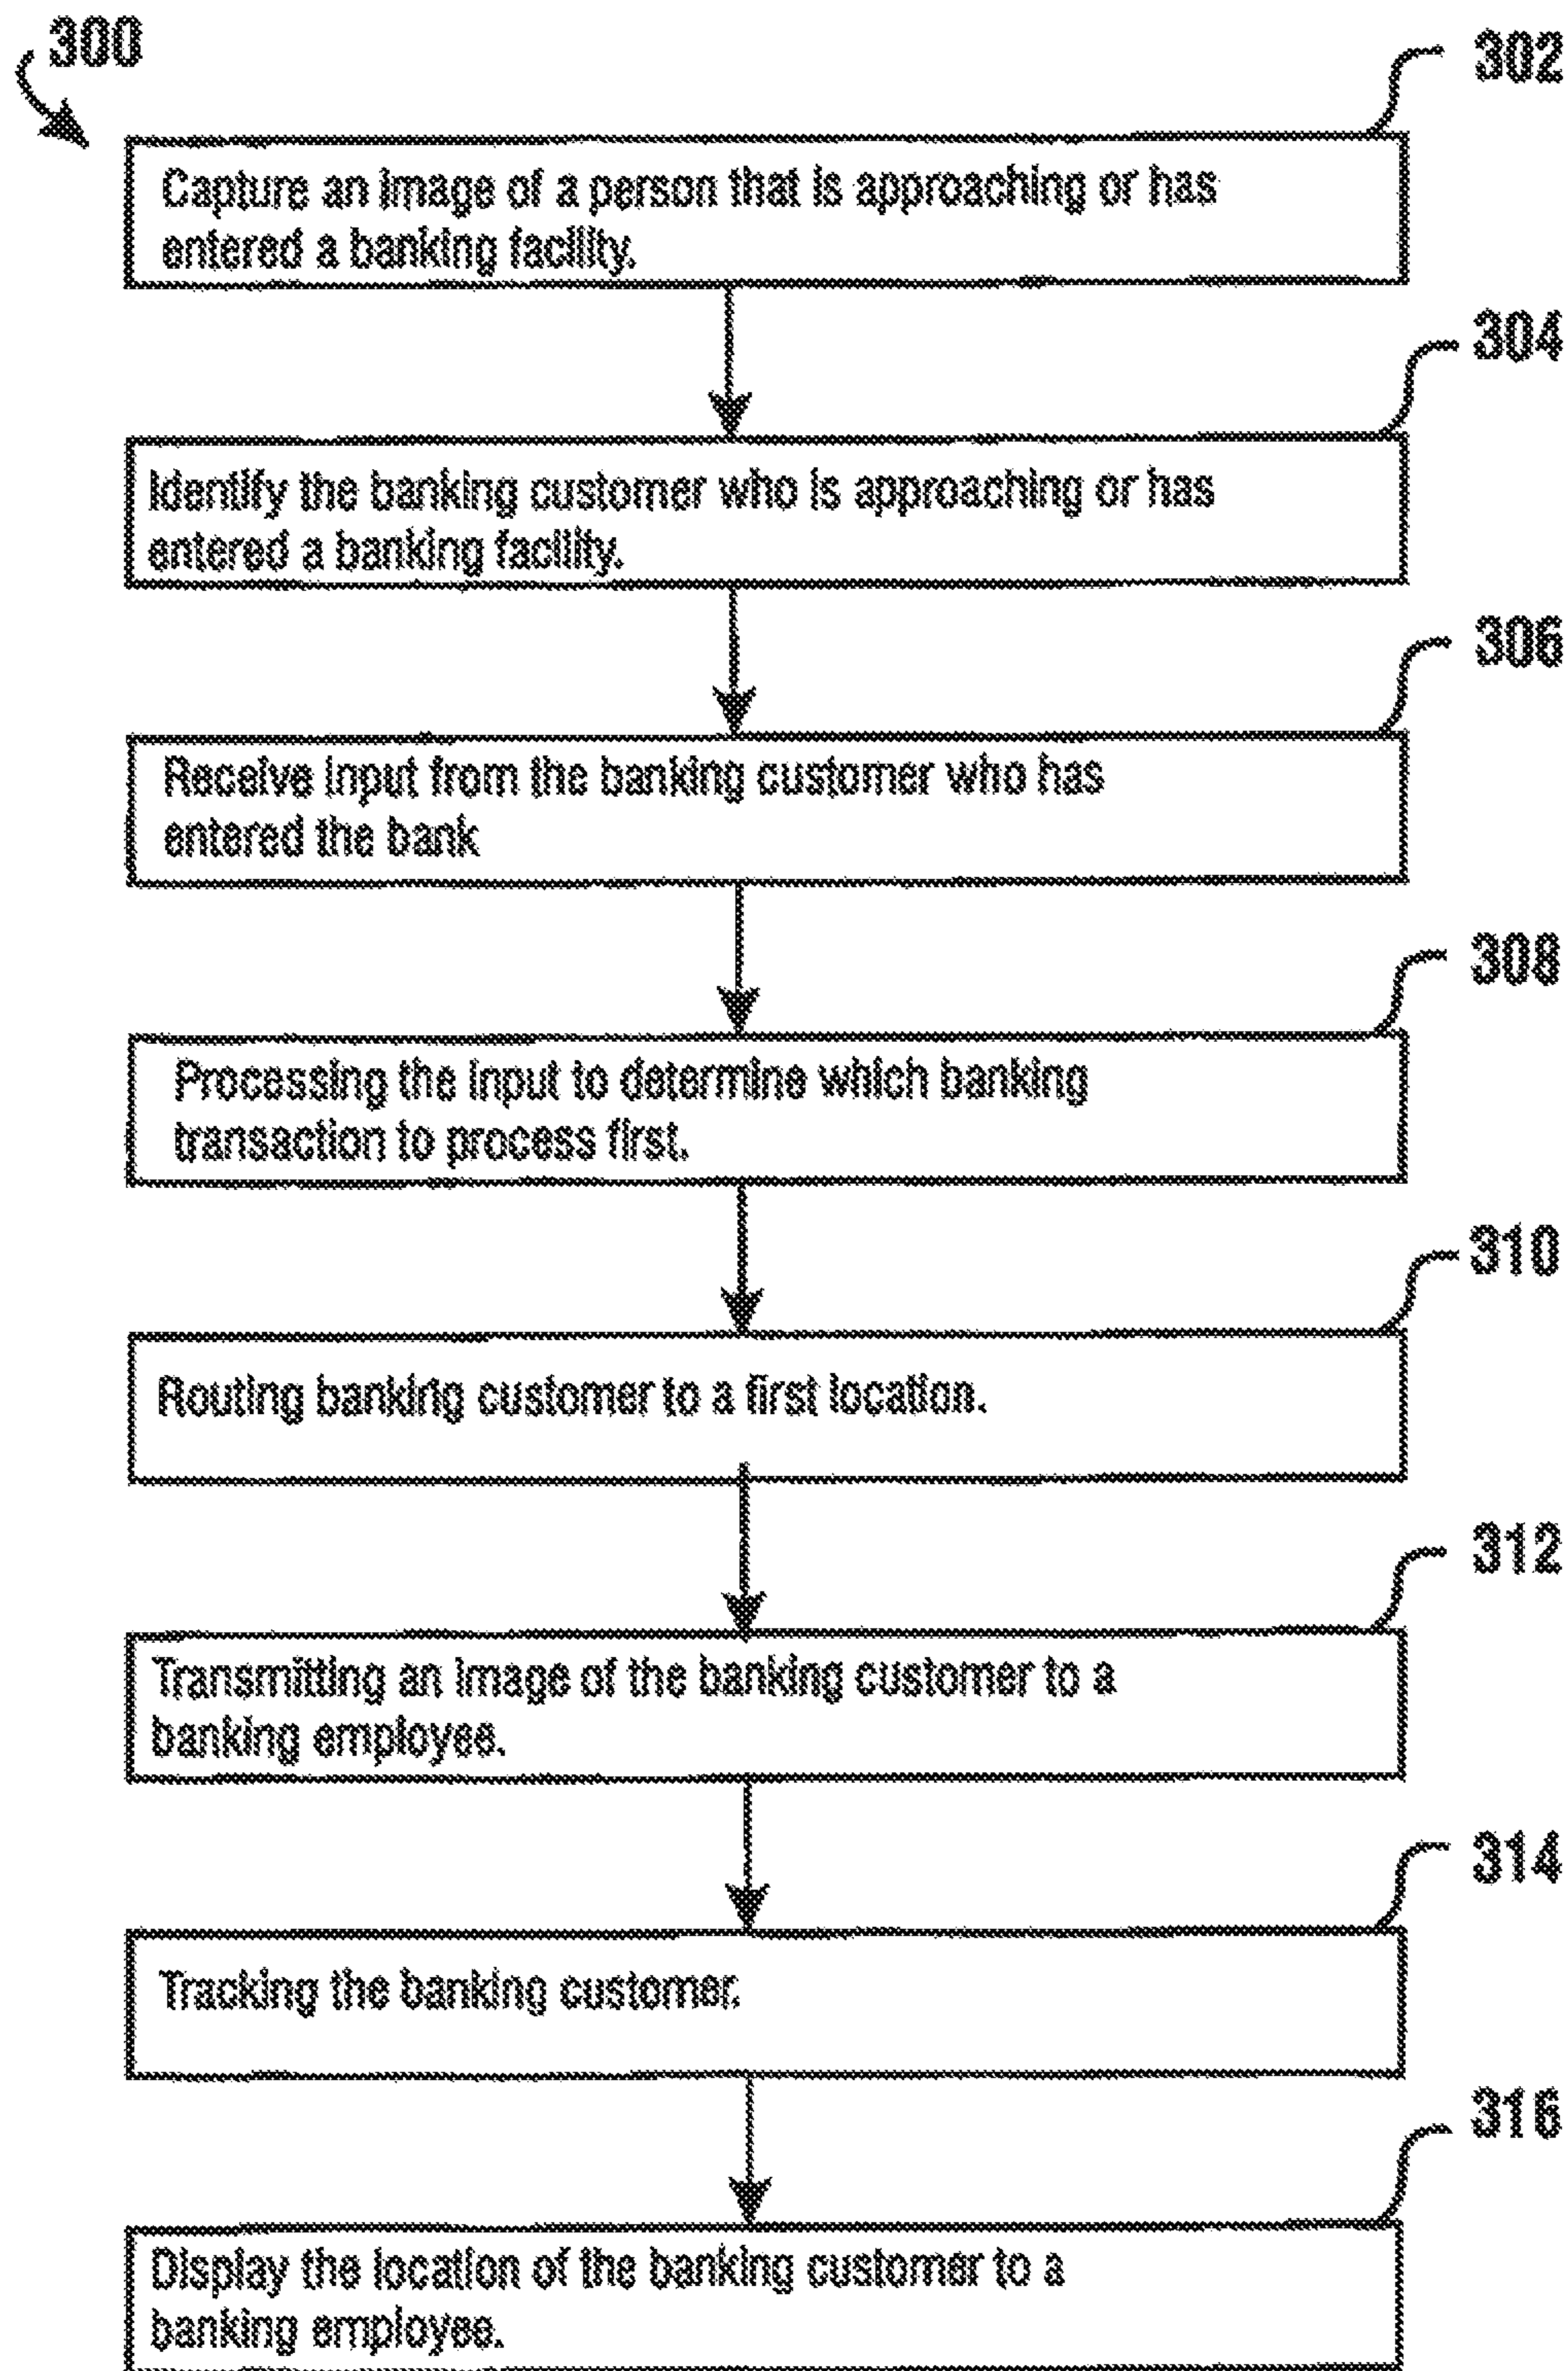 300
302
Capture an image of a person that is approaching or has
entered a banking facility.
304
Identify the banking customer who is approaching or has
entered a banking facility.
306
Receive input from the banking customer who has
entered the bank
308
Processing the input to determine which banking
transaction to process first.
310
Routing banking customer to a first location.
312
Transmitting an image of the banking customer to a
banking employee.
314
Tracking the banking customer.
316
Display the location of the banking customer to a
banking employee.